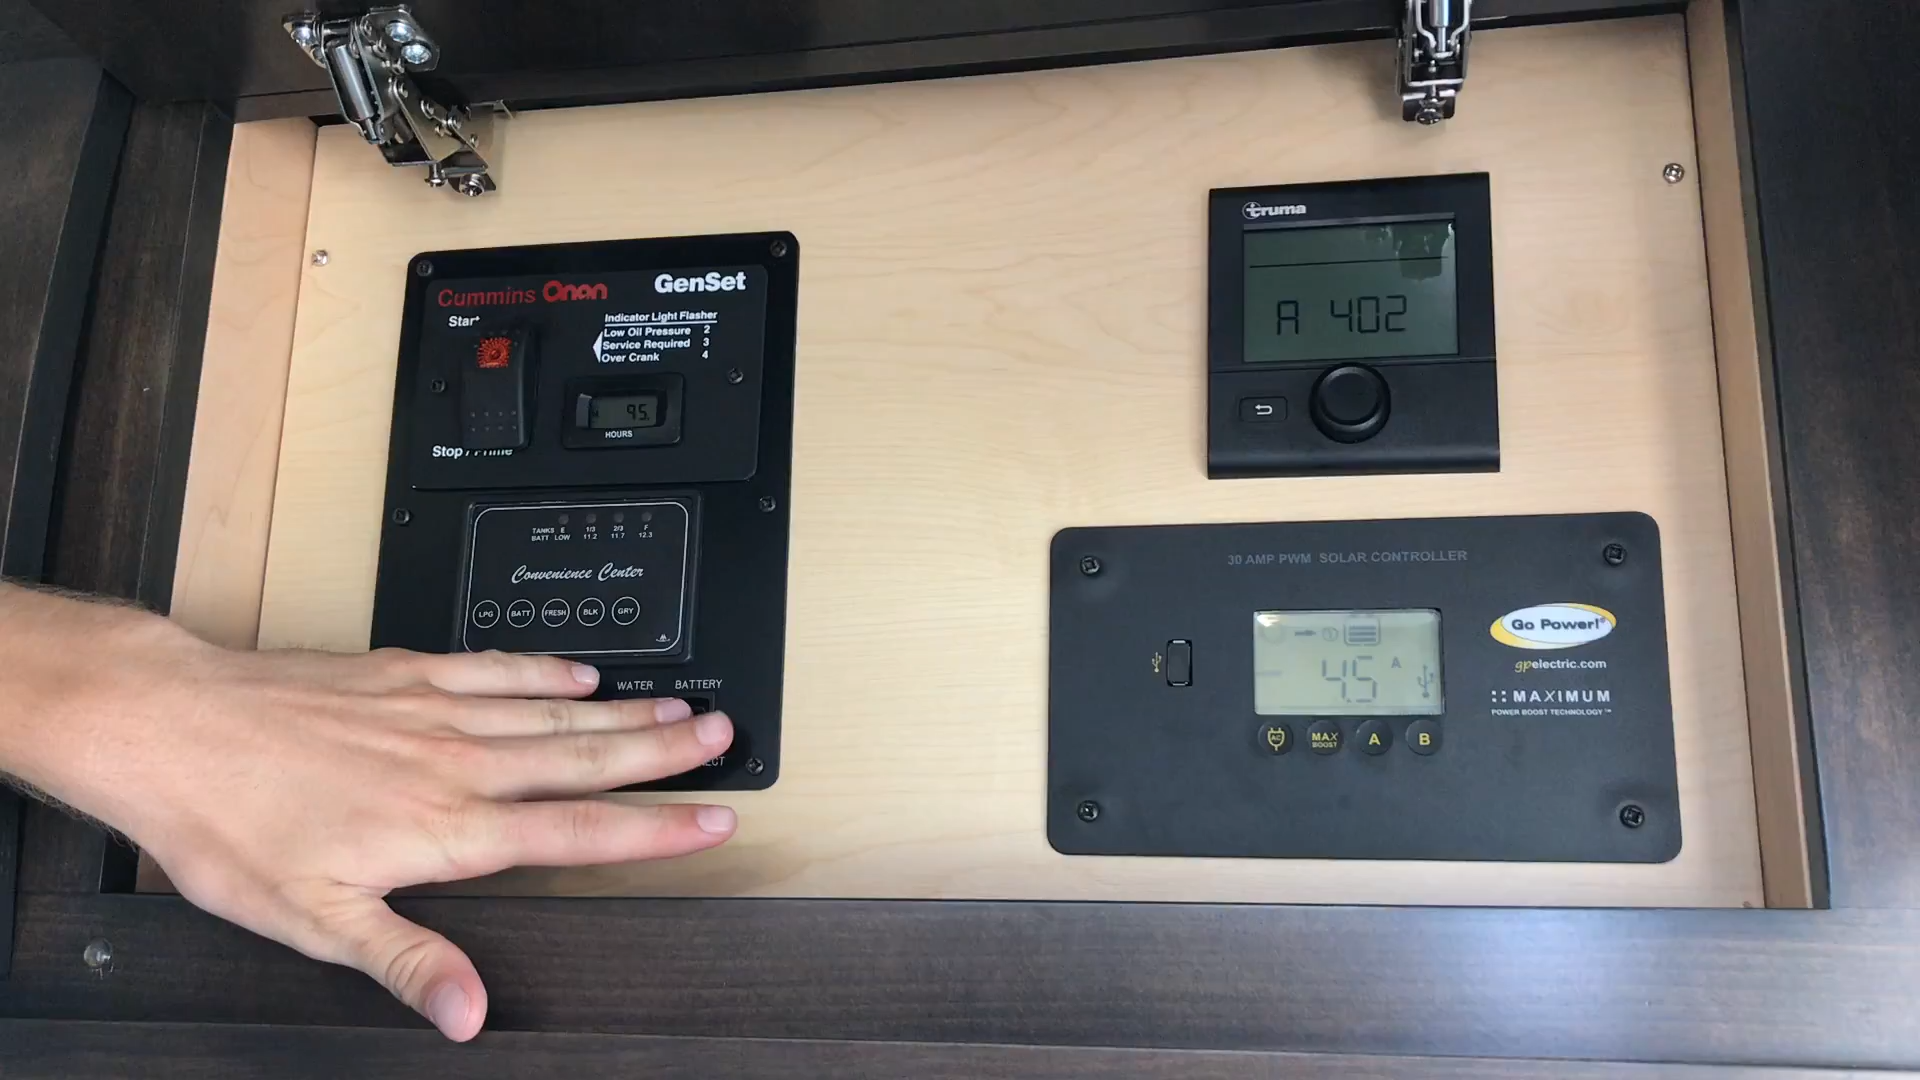 Cummins Onan
GenSet
Start
Indicator Light Flasher
Low Oil Pressure 2
Service Required 3
Over Crank 4
95
HOURS
Stop / Prime
TANKS E 1/3 2/3 F
BATT LOW 11.2 11.7 12.3
Convenience Center
LPG BATT FRESH BLK GRY
WATER BATTERY
truma
A 402
30 AMP PWM SOLAR CONTROLLER
4.5 A
Go Power!
gpelectric.com
MAXIMUM
POWER BOOST TECHNOLOGY™
AC MAX BOOST A B